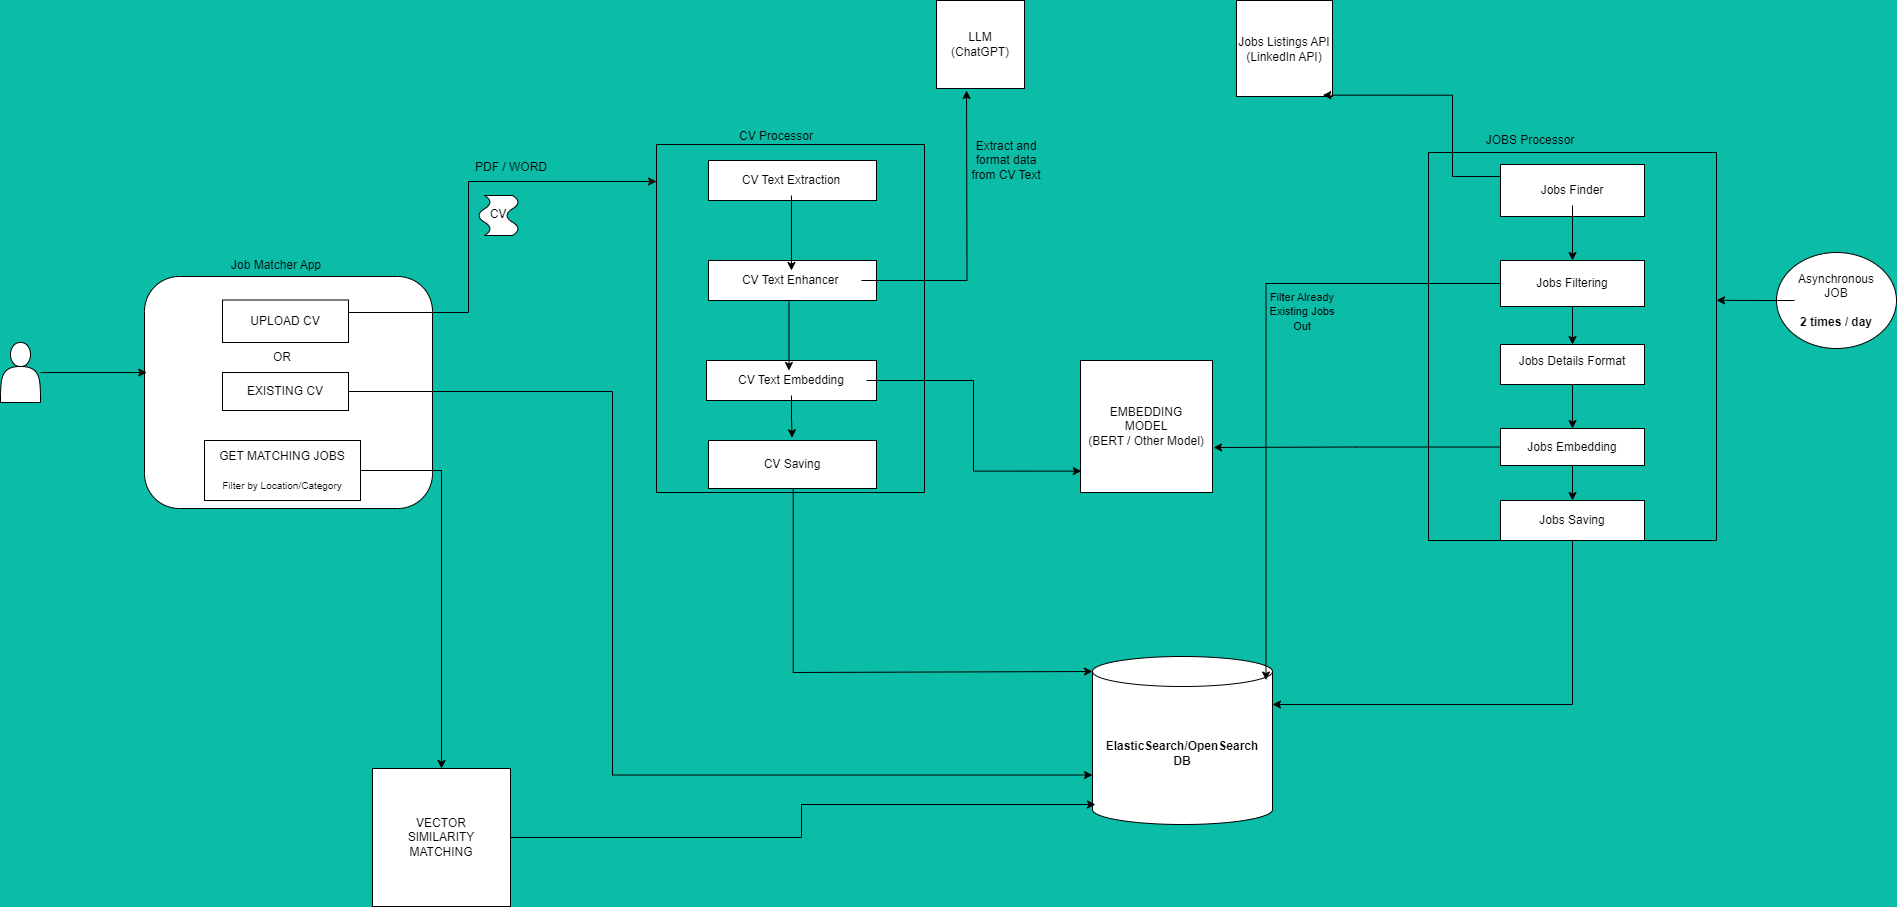 LLM
(ChatGPT)
Jobs Listings API
(LinkedIn API)
CV Processor
JOBS Processor
Extract and
format data
from CV Text
PDF / WORD
CV
CV Text Extraction
Jobs Finder
Job Matcher App
UPLOAD CV
OR
EXISTING CV
GET MATCHING JOBS
Filter by Location/Category
CV Text Enhancer
CV Text Embedding
CV Saving
Filter Already
Existing Jobs
Out
Jobs Filtering
Jobs Details Format
Jobs Embedding
Jobs Saving
Asynchronous
JOB
2 times / day
EMBEDDING
MODEL
(BERT / Other Model)
ElasticSearch/OpenSearch
DB
VECTOR
SIMILARITY
MATCHING